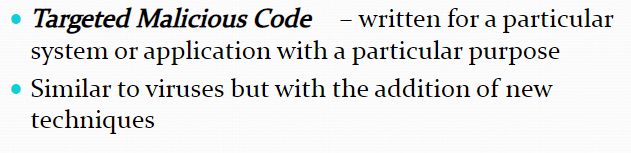 • Targeted Malicious Code – written for a particular
system or application with a particular purpose
• Similar to viruses but with the addition of new
techniques